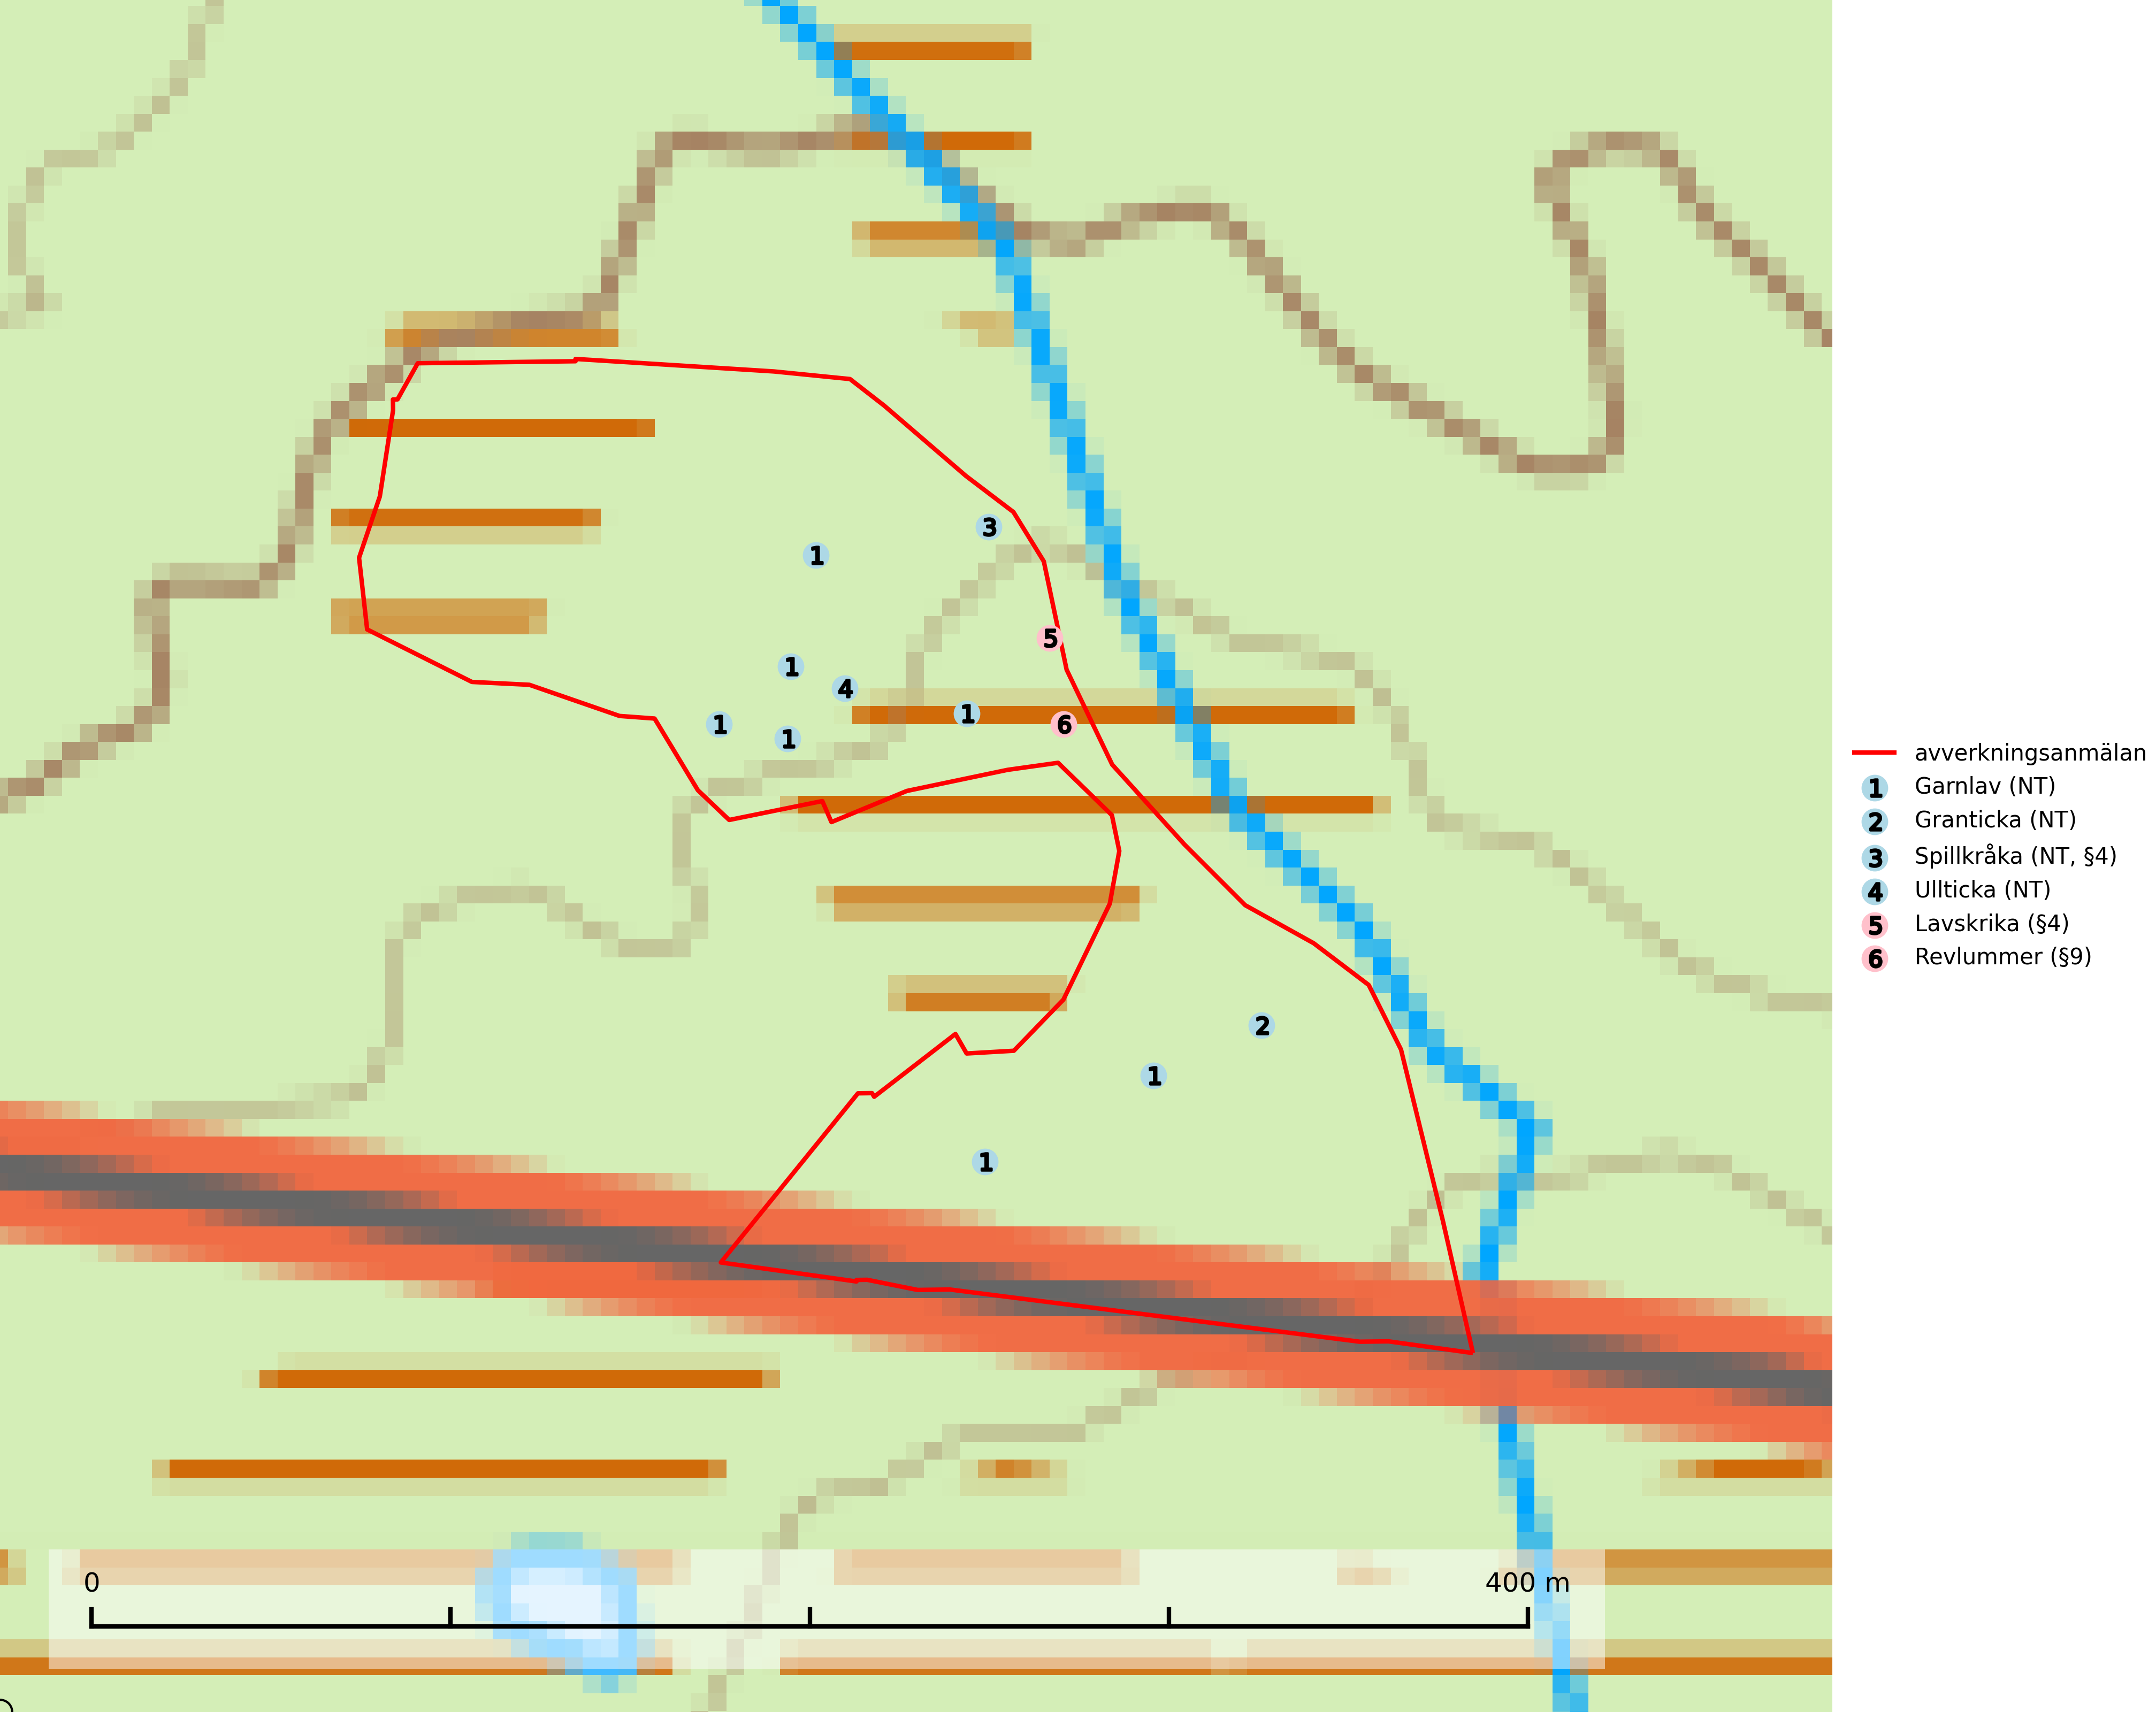 3
1
5
1
4
1
1
6
1
2
1
1
0
400 m
avverkningsanmälan
1 Garnlav (NT)
2 Granticka (NT)
3 Spillkråka (NT, §4)
4 Ullticka (NT)
5 Lavskrika (§4)
6 Revlummer (§9)